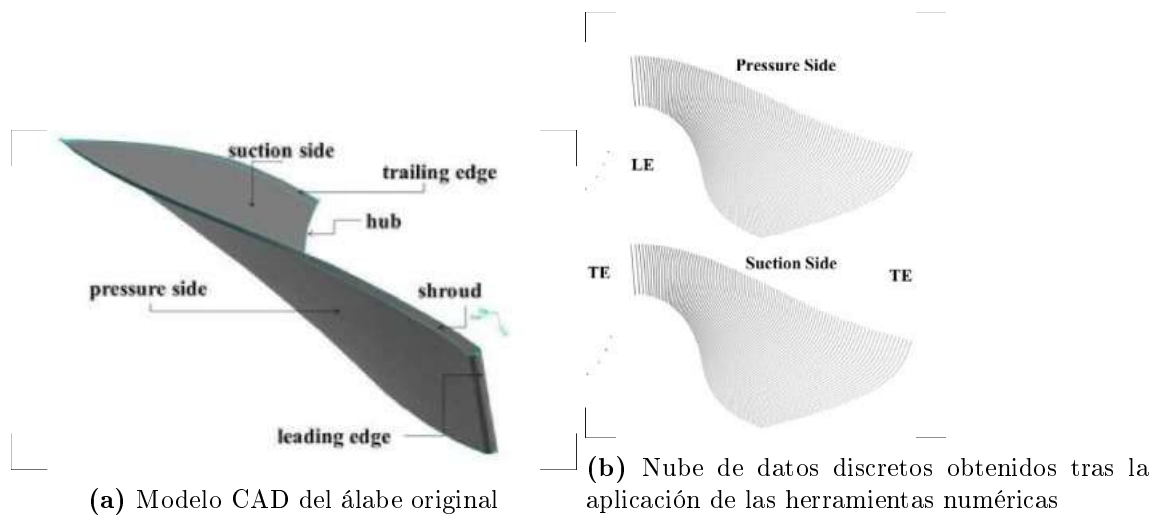 suction side
trailing edge
hub
pressure side
shroud
leading edge
(a) Modelo CAD del álabe original
Pressure Side
LE
Suction Side
TE
TE
(b) Nube de datos discretos obtenidos tras la
aplicación de las herramientas numéricas